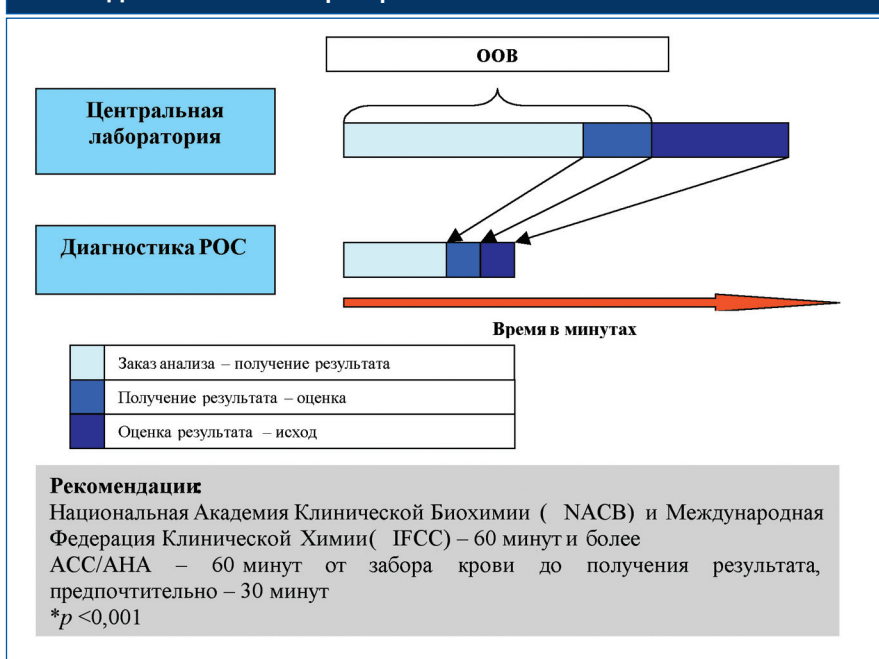 ООВ
Центральная
лаборатория
Диагностика POC
Время в минутах
Заказ анализа – получение результата
Получение результата – оценка
Оценка результата – исход
Рекомендации:
Национальная Академия Клинической Биохимии ( NACB) и Международная
Федерация Клинической Химии( IFCC) – 60 минут и более
ACC/AHA – 60 минут от забора крови до получения результата,
предпочтительно – 30 минут
*p <0,001